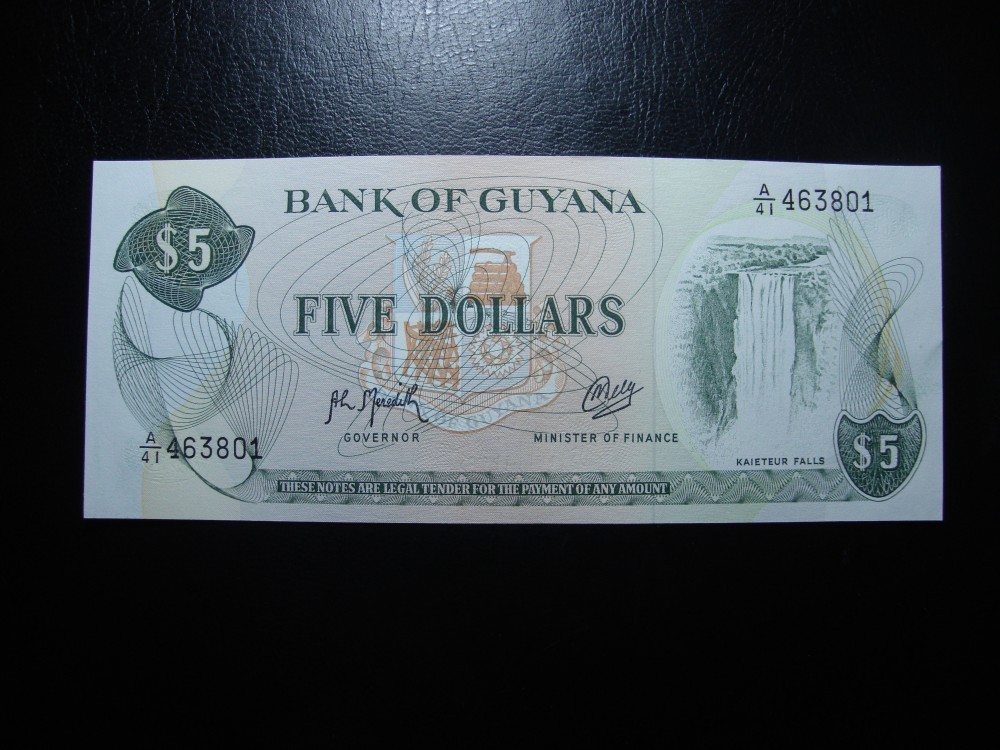 BANK OF GUYANA
A/41 463801
$5
FIVE DOLLARS
GOVERNOR
MINISTER OF FINANCE
A/41 463801
KAIETEUR FALLS
$5
THESE NOTES ARE LEGAL TENDER FOR THE PAYMENT OF ANY AMOUNT